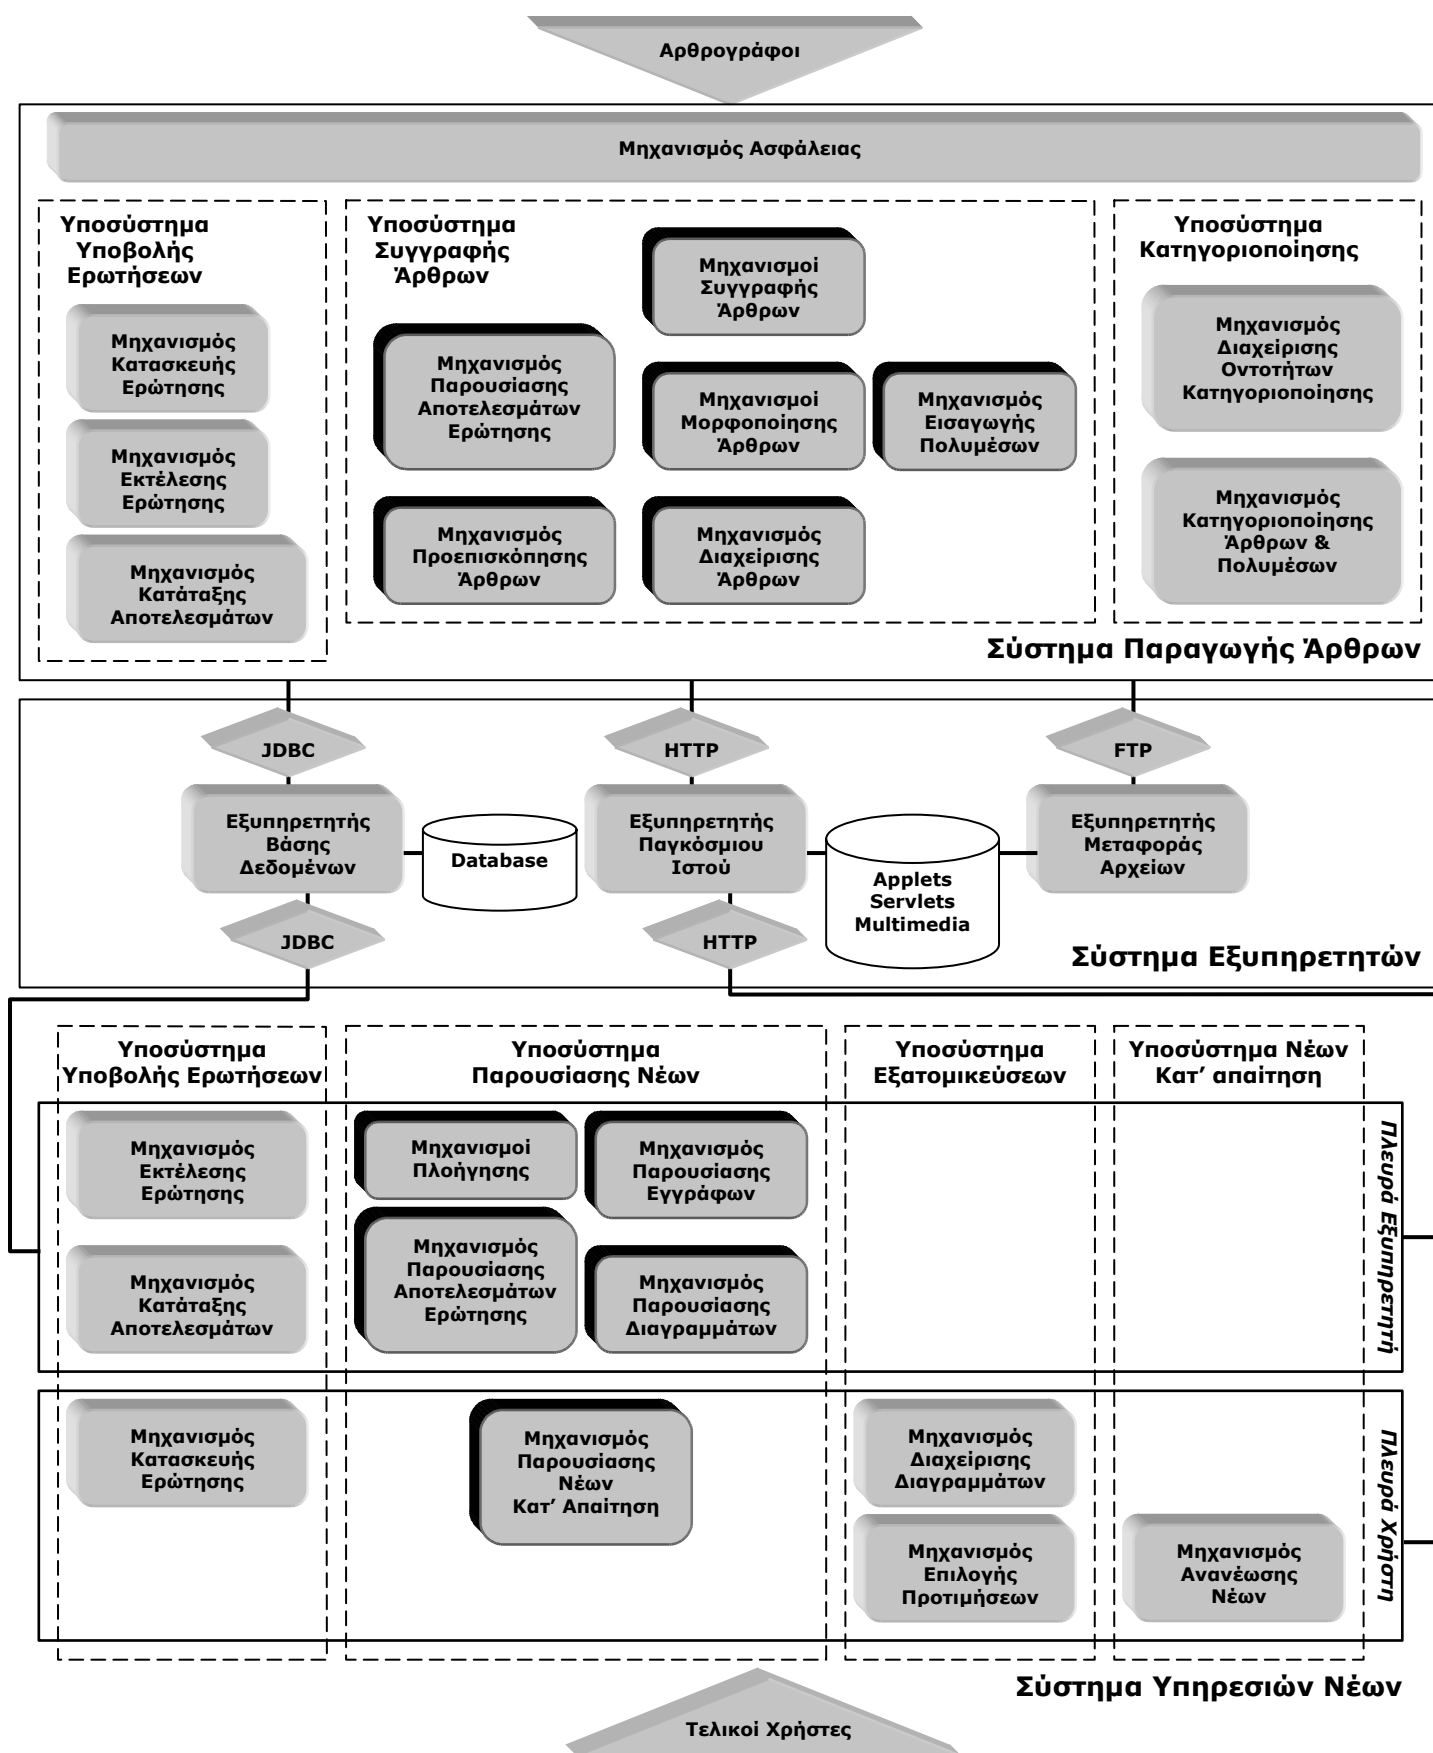 Αρθρογράφοι
Μηχανισμός Ασφάλειας
Υποσύστημα
Υποβολής
Ερωτήσεων
Μηχανισμός
Κατασκευής
Ερώτησης
Μηχανισμός
Εκτέλεσης
Ερώτησης
Μηχανισμός
Κατάταξης
Αποτελεσμάτων
Υποσύστημα
Συγγραφής
Άρθρων
Μηχανισμοί
Συγγραφής
Άρθρων
Μηχανισμός
Παρουσίασης
Αποτελεσμάτων
Ερώτησης
Μηχανισμοί
Μορφοποίησης
Άρθρων
Μηχανισμός
Εισαγωγής
Πολυμέσων
Μηχανισμός
Προεπισκόπησης
Άρθρων
Μηχανισμός
Διαχείρισης
Άρθρων
Υποσύστημα
Κατηγοριοποίησης
Μηχανισμός
Διαχείρισης
Οντοτήτων
Κατηγοριοποίησης
Μηχανισμός
Κατηγοριοποίησης
Άρθρων &
Πολυμέσων
Σύστημα Παραγωγής Άρθρων
JDBC
HTTP
FTP
Εξυπηρετητής
Βάσης
Δεδομένων
Database
Εξυπηρετητής
Παγκόσμιου
Ιστού
Applets
Servlets
Multimedia
Εξυπηρετητής
Μεταφοράς
Αρχείων
JDBC
HTTP
Σύστημα Εξυπηρετητών
Υποσύστημα
Υποβολής Ερωτήσεων
Υποσύστημα
Παρουσίασης Νέων
Υποσύστημα
Εξατομικεύσεων
Υποσύστημα Νέων
Κατ’ απαίτηση
Μηχανισμός
Εκτέλεσης
Ερώτησης
Μηχανισμοί
Πλοήγησης
Μηχανισμός
Παρουσίασης
Εγγράφων
Μηχανισμός
Κατάταξης
Αποτελεσμάτων
Μηχανισμός
Παρουσίασης
Αποτελεσμάτων
Ερώτησης
Μηχανισμός
Παρουσίασης
Διαγραμμάτων
Πλευρά Εξυπηρετητή
Μηχανισμός
Κατασκευής
Ερώτησης
Μηχανισμός
Παρουσίασης
Νέων
Κατ’ Απαίτηση
Μηχανισμός
Διαχείρισης
Διαγραμμάτων
Μηχανισμός
Επιλογής
Προτιμήσεων
Μηχανισμός
Ανανέωσης
Νέων
Πλευρά Χρήστη
Σύστημα Υπηρεσιών Νέων
Τελικοί Χρήστες